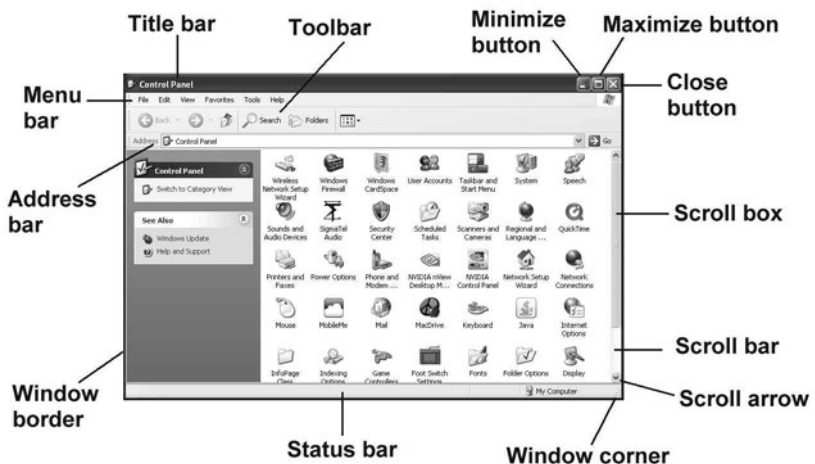 Title bar
Toolbar
Minimize
button
Maximize button
Close
button
Menu
bar
Control Panel
File Edit View Favorites Tools Help
Back Search Folders
Address Control Panel Go
Address
bar
Control Panel
Switch to Category View
See Also
Windows Update
Help and Support
Wireless
Network Setup
Wizard
Windows
Firewall
Windows
CardSpace
User Accounts
Taskbar and
Start Menu
System
Speech
Sounds and
Audio Devices
SigmaTel
Audio
Security
Center
Scheduled
Tasks
Scanners and
Cameras
Regional and
Language ...
QuickTime
Printers and
Faxes
Power Options
Phone and
Modem ...
NVIDIA nView
Desktop M...
NVIDIA
Control Panel
Network Setup
Wizard
Network
Connections
Mouse
MobileMe
Mail
MacDrive
Keyboard
Java
Internet
Options
InfoPage
Class
Indexing
Options
Game
Controllers
Foot Switch
Settings
Fonts
Folder Options
Display
My Computer
Scroll box
Scroll bar
Scroll arrow
Window
border
Status bar
Window corner